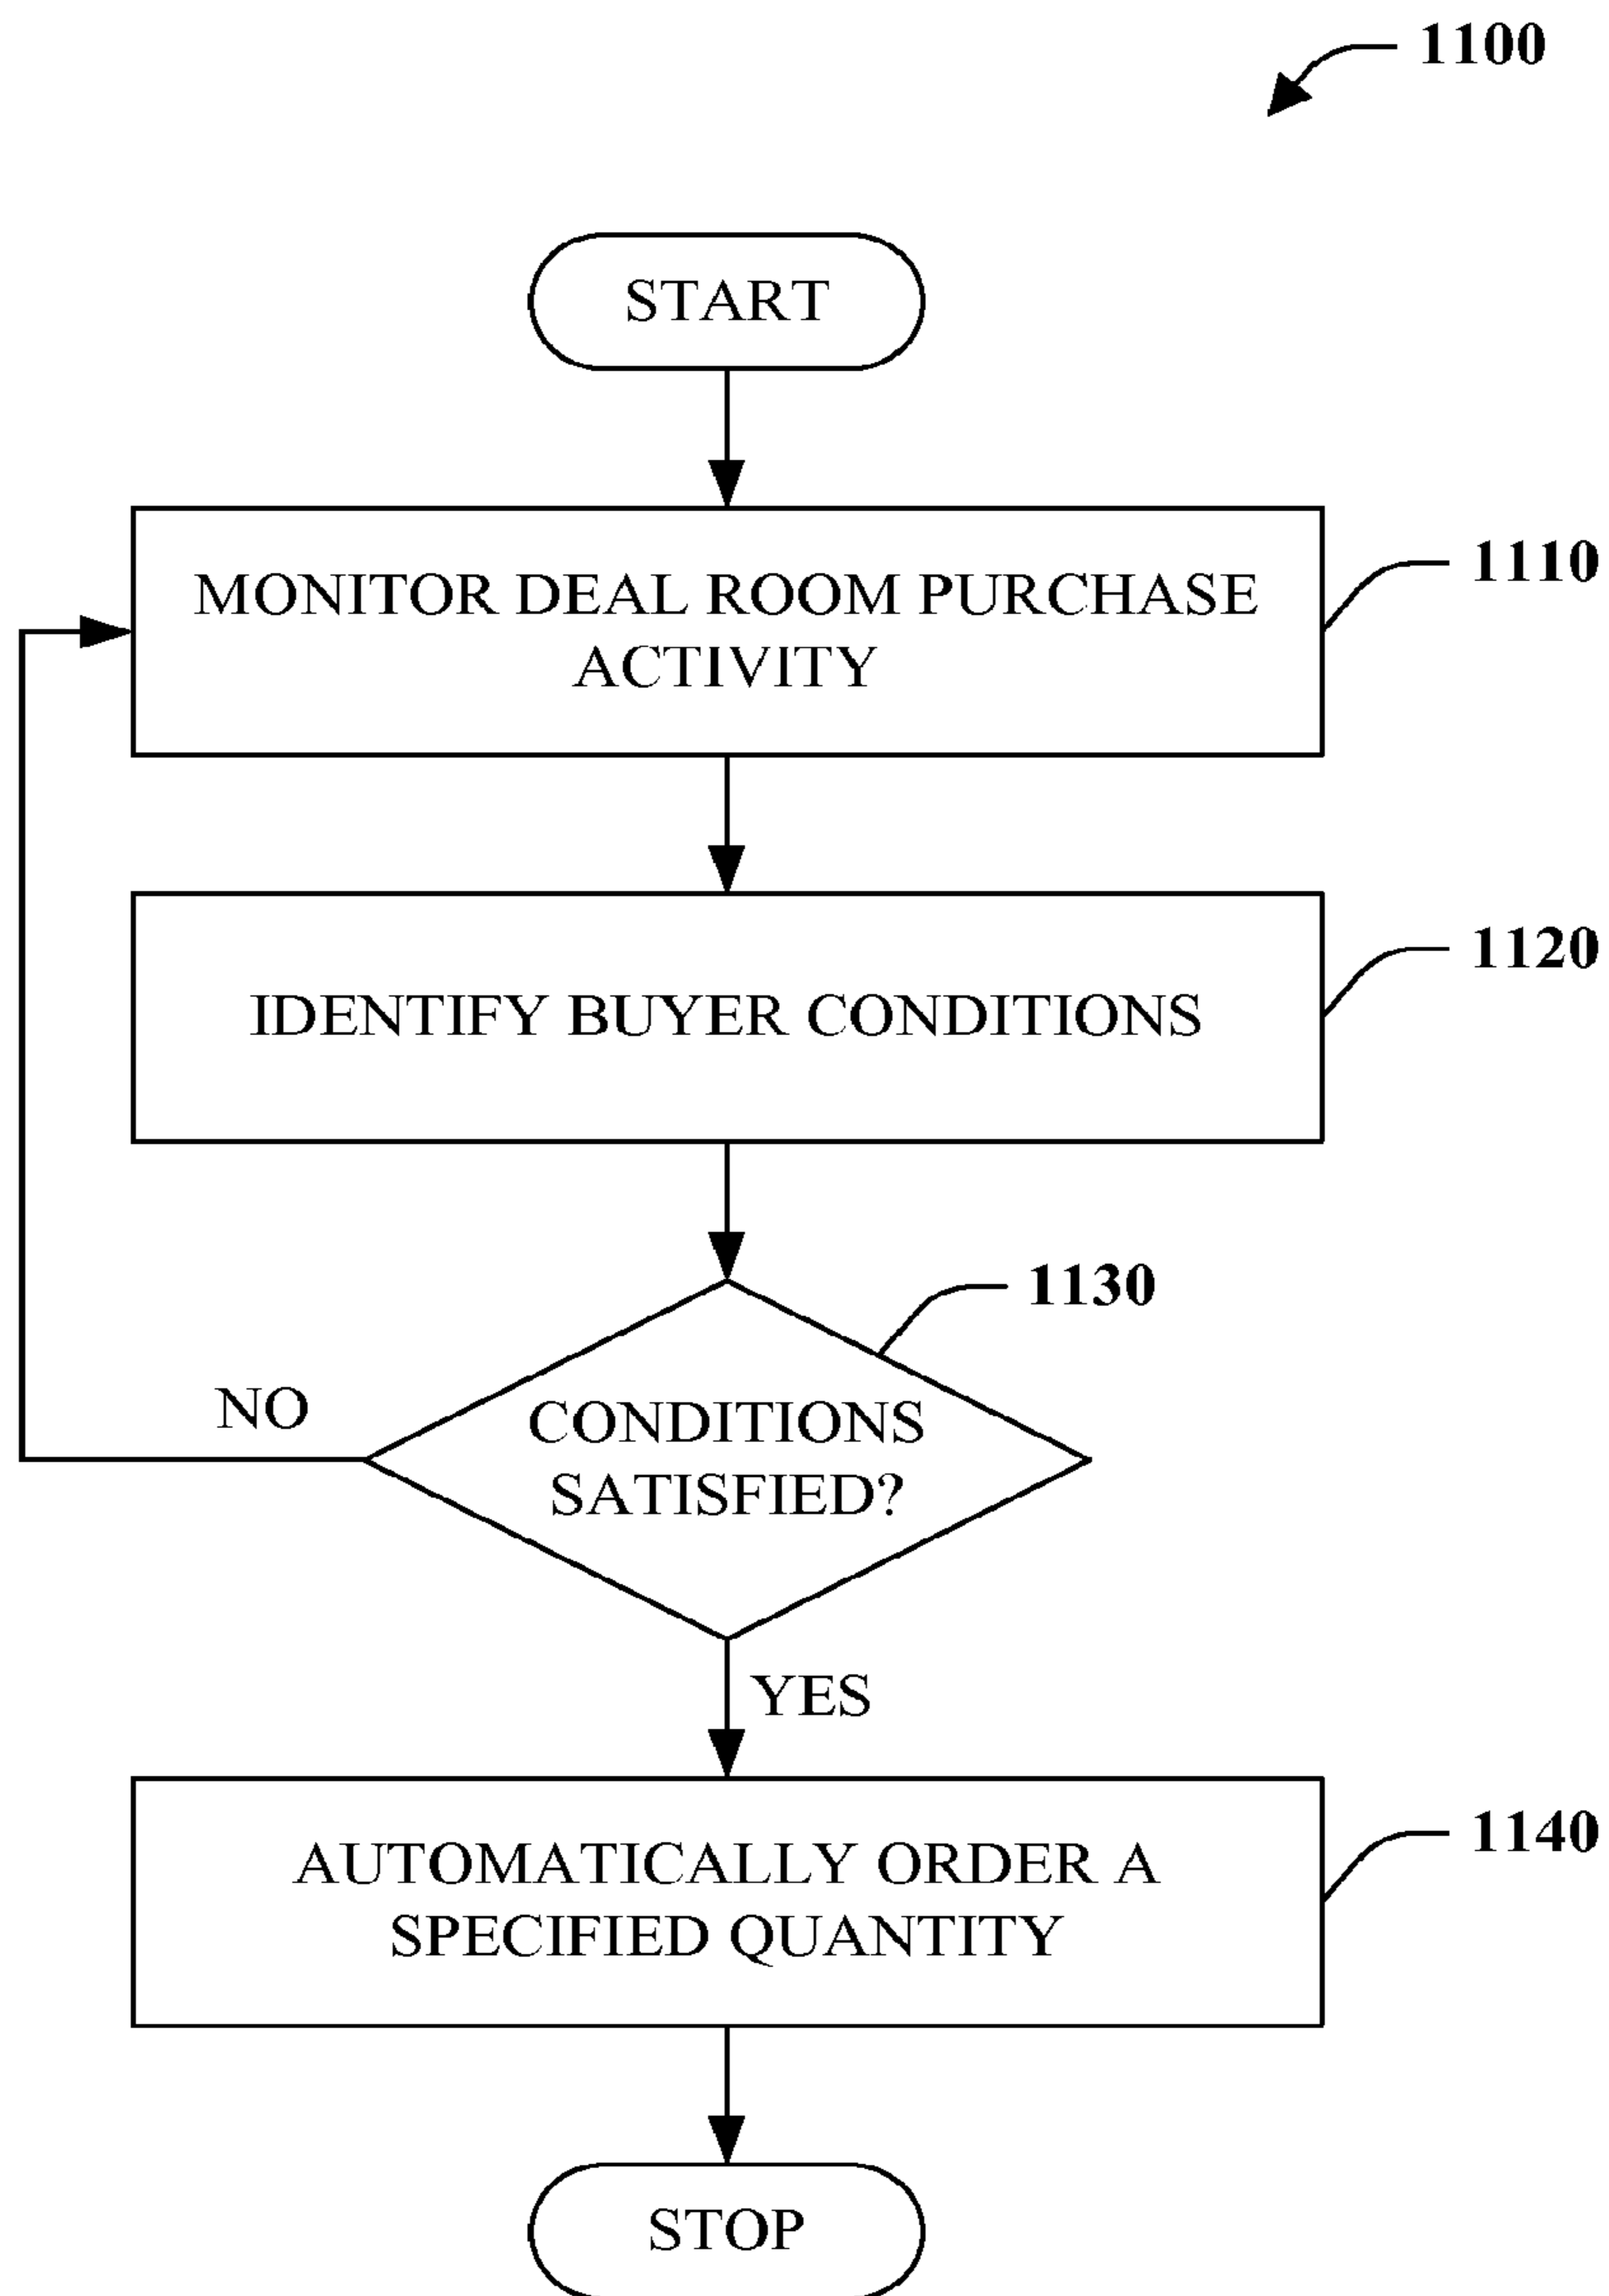 1100
START
MONITOR DEAL ROOM PURCHASE
ACTIVITY
1110
IDENTIFY BUYER CONDITIONS
1120
1130
CONDITIONS
SATISFIED?
NO
YES
AUTOMATICALLY ORDER A
SPECIFIED QUANTITY
1140
STOP